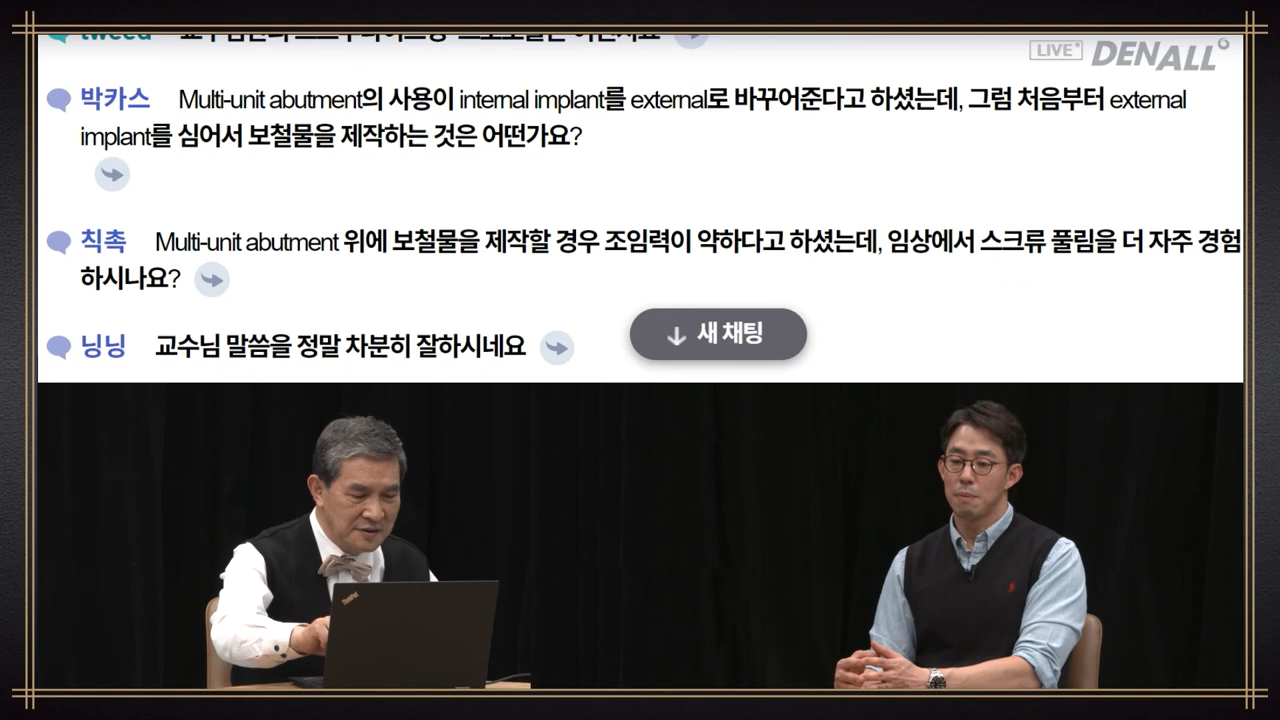 tweed
LIVE DENALL
박카스 Multi-unit abutment의 사용이 internal implant를 external로 바꾸어준다고 하셨는데, 그럼 처음부터 external
implant를 심어서 보철물을 제작하는 것은 어떤가요?
칙촉 Multi-unit abutment 위에 보철물을 제작할 경우 조임력이 약하다고 하셨는데, 임상에서 스크류 풀림을 더 자주 경험
하시나요?
닝닝 교수님 말씀을 정말 차분히 잘하시네요
새 채팅
ThinkPad